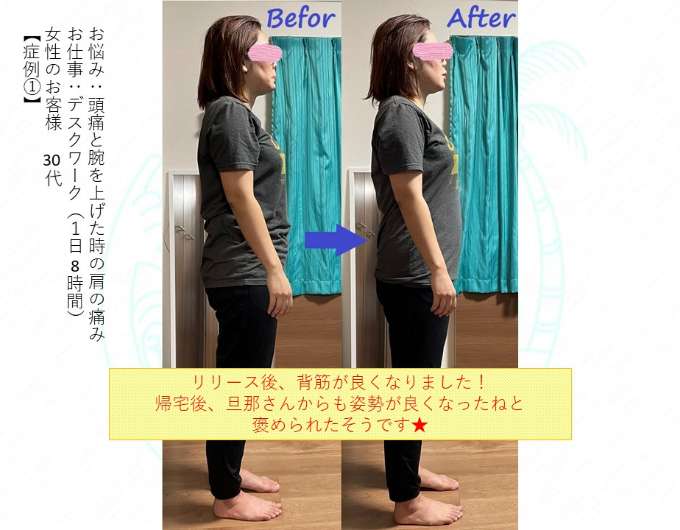 Befor
After
【症例①】
女性のお客様　30代
お仕事：デスクワーク（１日8時間）
お悩み：頭痛と腕を上げた時の肩の痛み
リリース後、背筋が良くなりました！
帰宅後、旦那さんからも姿勢が良くなったねと
褒められたそうです★